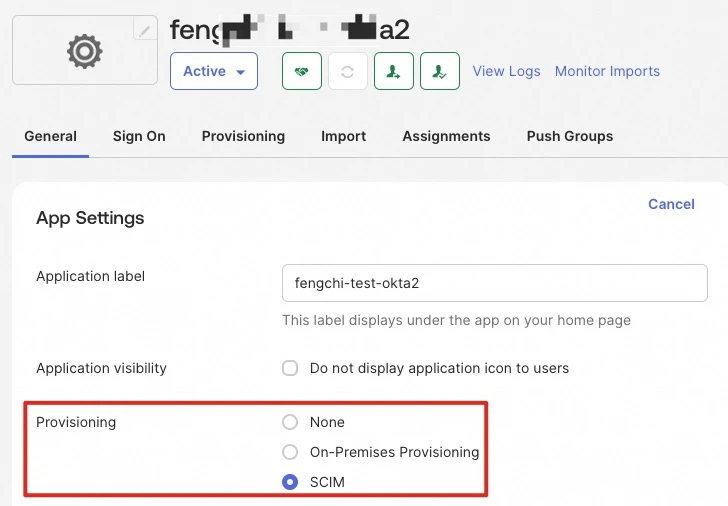 Active
View Logs
Monitor Imports
General
Sign On
Provisioning
Import
Assignments
Push Groups
App Settings
Cancel
Application label
fengchi-test-okta2
This label displays under the app on your home page
Application visibility
Do not display application icon to users
Provisioning
None
On-Premises Provisioning
SCIM